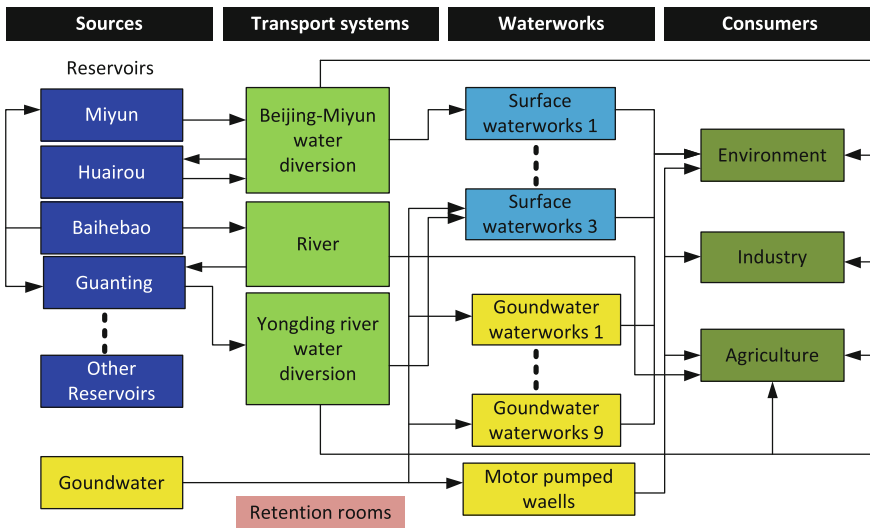 Sources
Transport systems
Waterworks
Consumers
Reservoirs
Miyun
Huairou
Baihebao
Guanting
Other
Reservoirs
Goundwater
Beijing-Miyun
water
diversion
River
Yongding river
water
diversion
Retention rooms
Surface
waterworks 1
Surface
waterworks 3
Goundwater
waterworks 1
Goundwater
waterworks 9
Motor pumped
waells
Environment
Industry
Agriculture